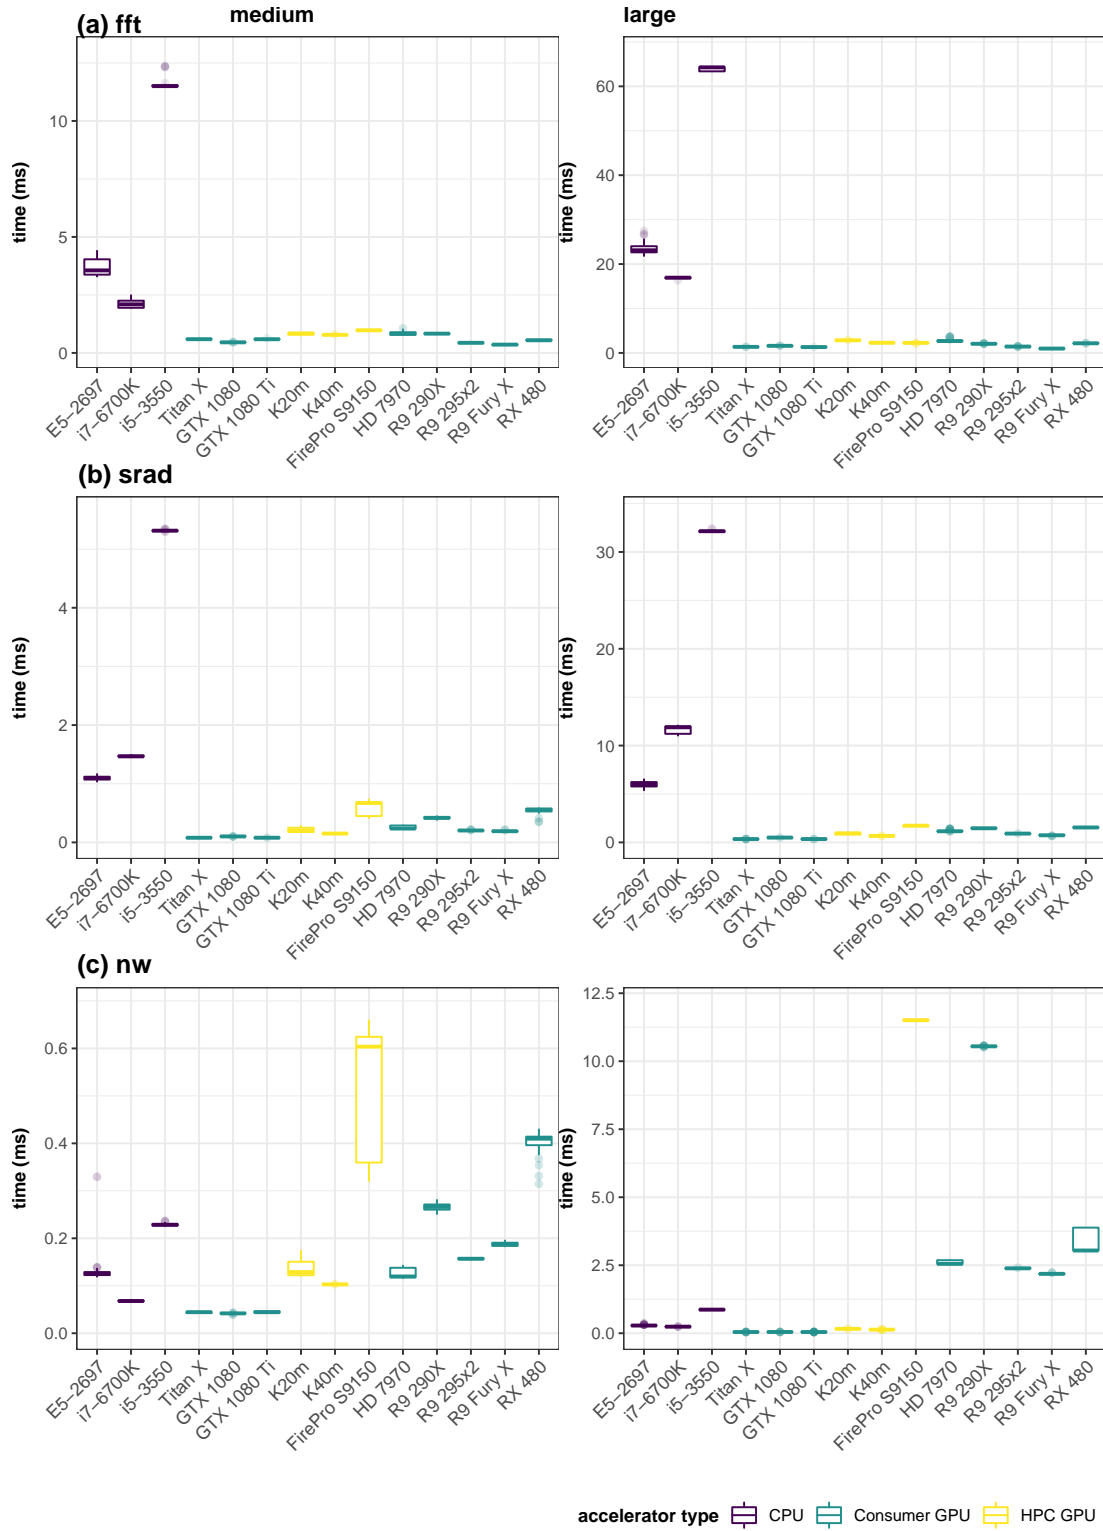 (a) fft
medium
large
time (ms)
10
5
0
E5−2697
i7−6700K
i5−3550
Titan X
GTX 1080
GTX 1080 Ti
K20m
K40m
FirePro S9150
HD 7970
R9 290X
R9 295x2
R9 Fury X
RX 480
time (ms)
60
40
20
0
E5−2697
i7−6700K
i5−3550
Titan X
GTX 1080
GTX 1080 Ti
K20m
K40m
FirePro S9150
HD 7970
R9 290X
R9 295x2
R9 Fury X
RX 480
(b) srad
time (ms)
4
2
0
E5−2697
i7−6700K
i5−3550
Titan X
GTX 1080
GTX 1080 Ti
K20m
K40m
FirePro S9150
HD 7970
R9 290X
R9 295x2
R9 Fury X
RX 480
time (ms)
30
20
10
0
E5−2697
i7−6700K
i5−3550
Titan X
GTX 1080
GTX 1080 Ti
K20m
K40m
FirePro S9150
HD 7970
R9 290X
R9 295x2
R9 Fury X
RX 480
(c) nw
time (ms)
0.6
0.4
0.2
0.0
E5−2697
i7−6700K
i5−3550
Titan X
GTX 1080
GTX 1080 Ti
K20m
K40m
FirePro S9150
HD 7970
R9 290X
R9 295x2
R9 Fury X
RX 480
time (ms)
12.5
10.0
7.5
5.0
2.5
0.0
E5−2697
i7−6700K
i5−3550
Titan X
GTX 1080
GTX 1080 Ti
K20m
K40m
FirePro S9150
HD 7970
R9 290X
R9 295x2
R9 Fury X
RX 480
accelerator type CPU Consumer GPU HPC GPU